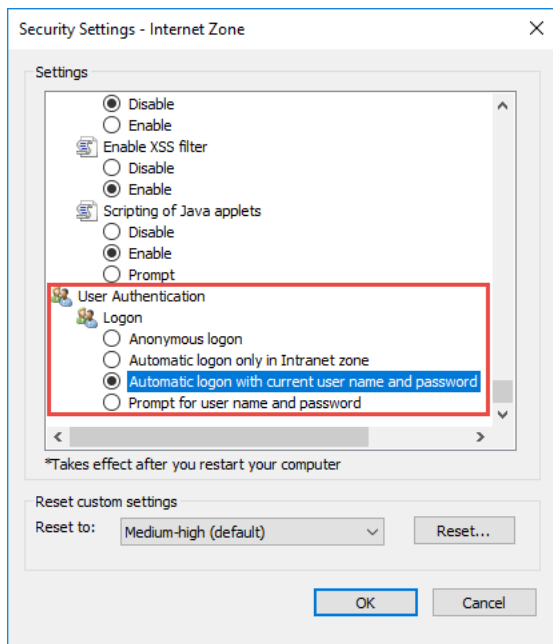 Security Settings - Internet Zone
Settings
Disable
Enable
Enable XSS filter
Disable
Enable
Scripting of Java applets
Disable
Enable
Prompt
User Authentication
Logon
Anonymous logon
Automatic logon only in Intranet zone
Automatic logon with current user name and password
Prompt for user name and password
*Takes effect after you restart your computer
Reset custom settings
Reset to: Medium-high (default) Reset...
OK Cancel